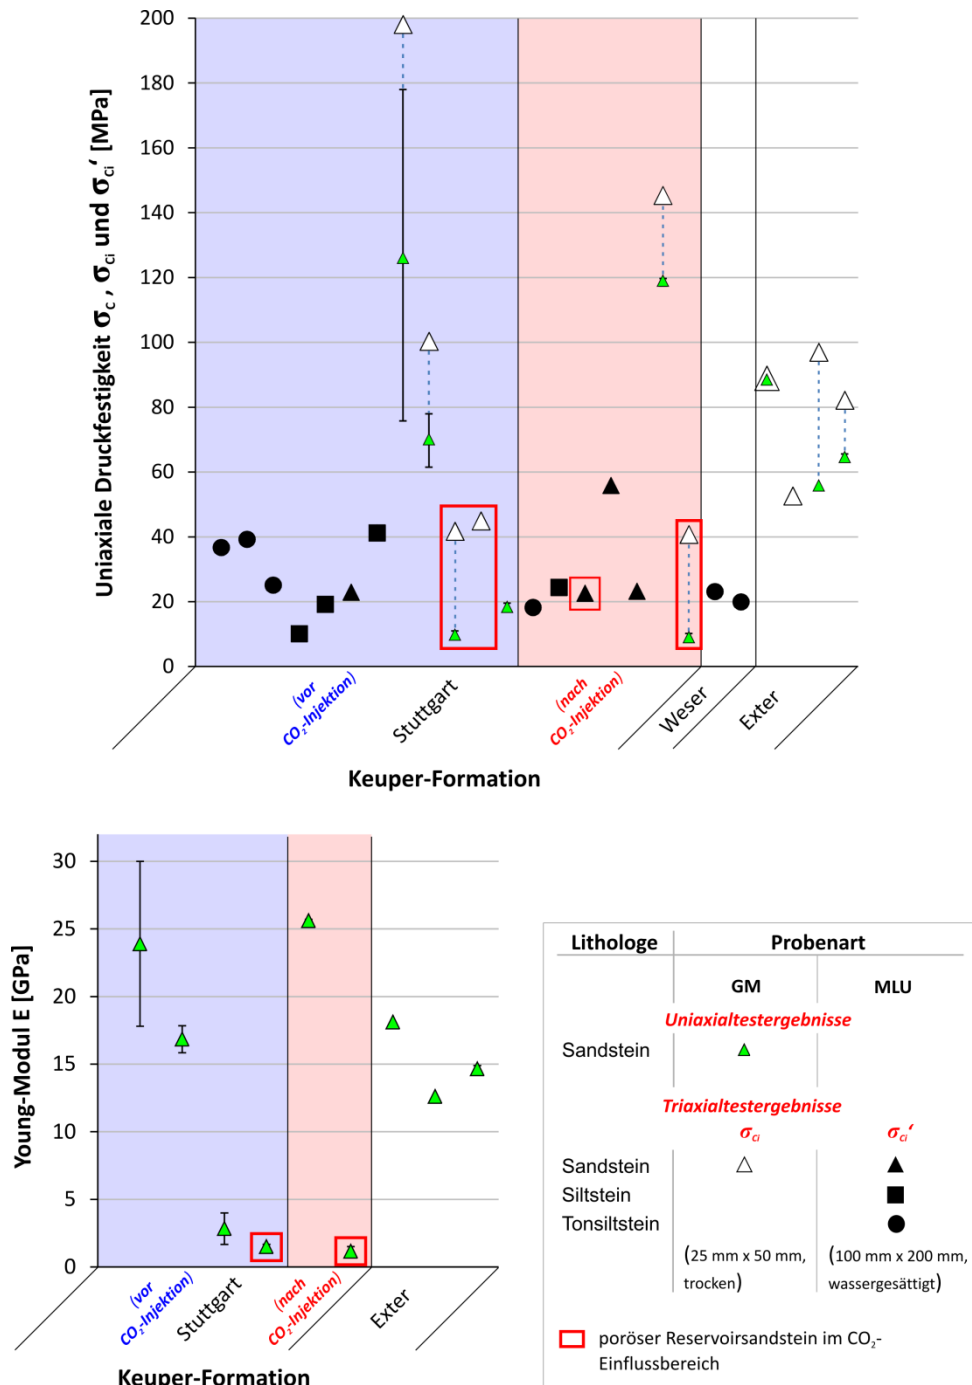 Uniaxiale Druckfestigkeit σc , σci und σci‘ [MPa]
200
180
160
140
120
100
80
60
40
20
0
(vor
CO2-Injektion)
Stuttgart
(nach
CO2-Injektion)
Weser
Exter
Keuper-Formation
Young-Modul E [GPa]
30
25
20
15
10
5
0
(vor
CO2-Injektion)
Stuttgart
(nach
CO2-Injektion)
Exter
Keuper-Formation
Lithologe Probenart
GM MLU
Uniaxialtestergebnisse
Sandstein
Triaxialtestergebnisse
σci σci‘
Sandstein
Siltstein
Tonsiltstein
(25 mm x 50 mm, (100 mm x 200 mm,
trocken) wassergesättigt)
poröser Reservoirsandstein im CO2-
Einflussbereich